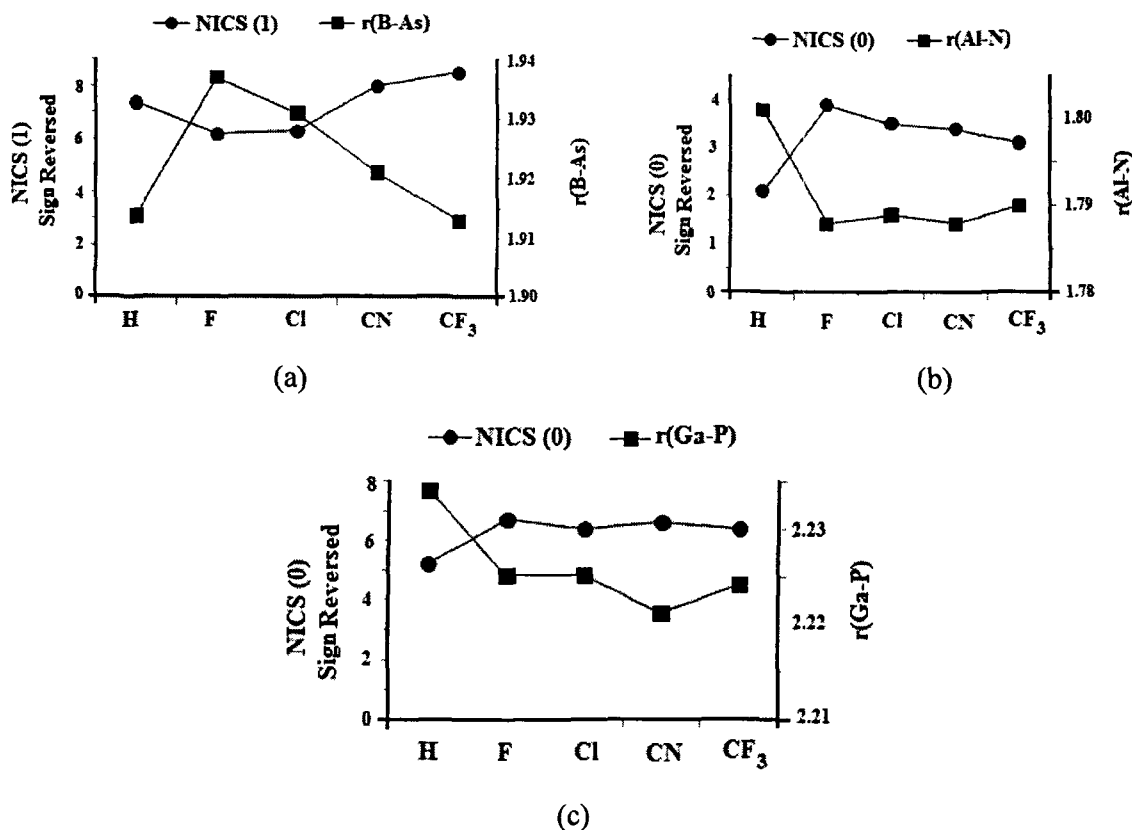 NICS (1) r(B-As)
NICS (1)
Sign Reversed
8
6
4
2
0
1.94
1.93
1.92
1.91
1.90
r(B-As)
H F Cl CN CF3
(a)
NICS (0) r(Al-N)
NICS (0)
Sign Reversed
4
3
2
1
0
1.80
1.79
1.78
r(Al-N)
H F Cl CN CF3
(b)
NICS (0) r(Ga-P)
NICS (0)
Sign Reversed
8
6
4
2
0
2.23
2.22
2.21
r(Ga-P)
H F Cl CN CF3
(c)